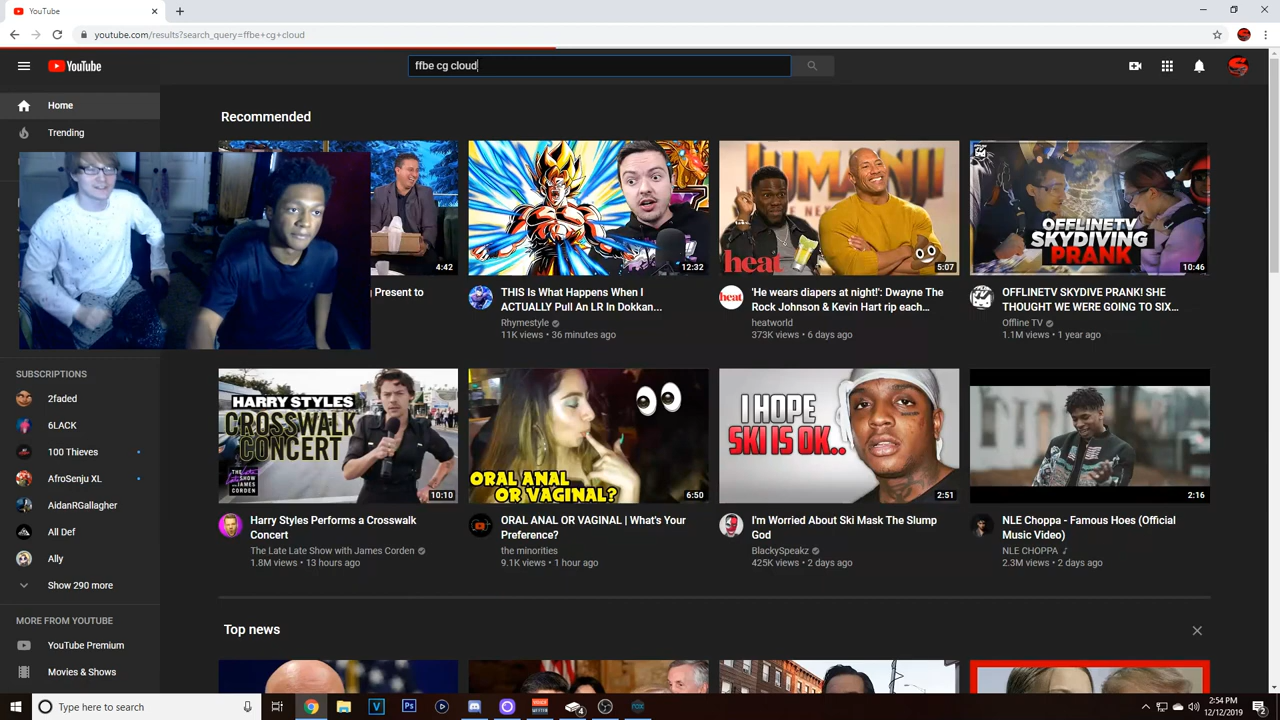 YouTube
youtube.com/results?search_query=ffbe+cg+cloud
YouTube
ffbe cg cloud
Home
Trending
Recommended
4:42
g Present to
12:32
THIS Is What Happens When I
ACTUALLY Pull An LR In Dokkan...
Rhymestyle
11K views • 36 minutes ago
JUMANJI
heat
5:07
'He wears diapers at night!': Dwayne The
Rock Johnson & Kevin Hart rip each...
heatworld
373K views • 6 days ago
OFFLINETV
SKYDIVING
PRANK
10:46
OFFLINETV SKYDIVE PRANK! SHE
THOUGHT WE WERE GOING TO SIX...
Offline TV
1.1M views • 1 year ago
SUBSCRIPTIONS
2faded
6LACK
100 Thieves
AfroSenju XL
AidanRGallagher
All Def
Ally
Show 290 more
MORE FROM YOUTUBE
YouTube Premium
Movies & Shows
HARRY STYLES
CROSSWALK
CONCERT
THE LATE LATE SHOW JAMES CORDEN
10:10
Harry Styles Performs a Crosswalk
Concert
The Late Late Show with James Corden
1.8M views • 13 hours ago
ORAL ANAL
OR VAGINAL?
6:50
ORAL ANAL OR VAGINAL | What's Your
Preference?
the minorities
9.1K views • 1 hour ago
I HOPE
SKI IS OK..
2:51
I'm Worried About Ski Mask The Slump
God
BlackySpeakz
425K views • 2 days ago
2:16
NLE Choppa - Famous Hoes (Official
Music Video)
NLE CHOPPA
2.3M views • 2 days ago
Top news
Type here to search
2:54 PM
12/12/2019